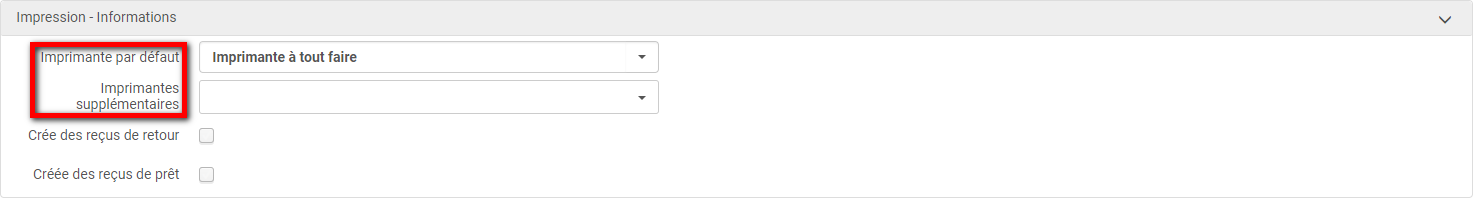 Impression - Informations
Imprimante par défaut
Imprimante à tout faire
Imprimantes
supplémentaires
Crée des reçus de retour
Créée des reçus de prêt